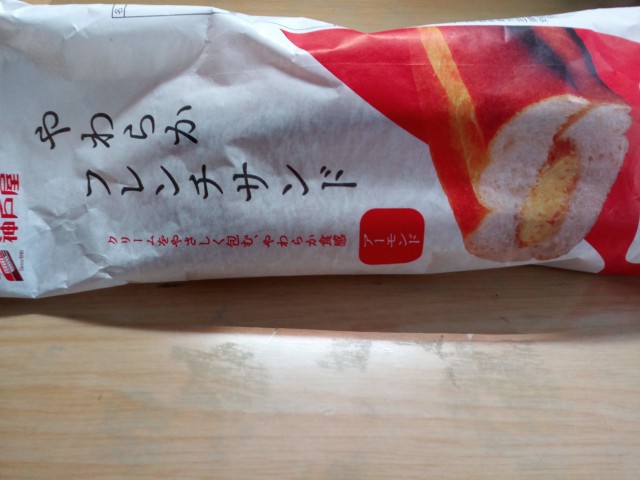 神戸屋
やわらか
フレンチサンド
クリームをやさしく包む、やわらか食感
アーモンド